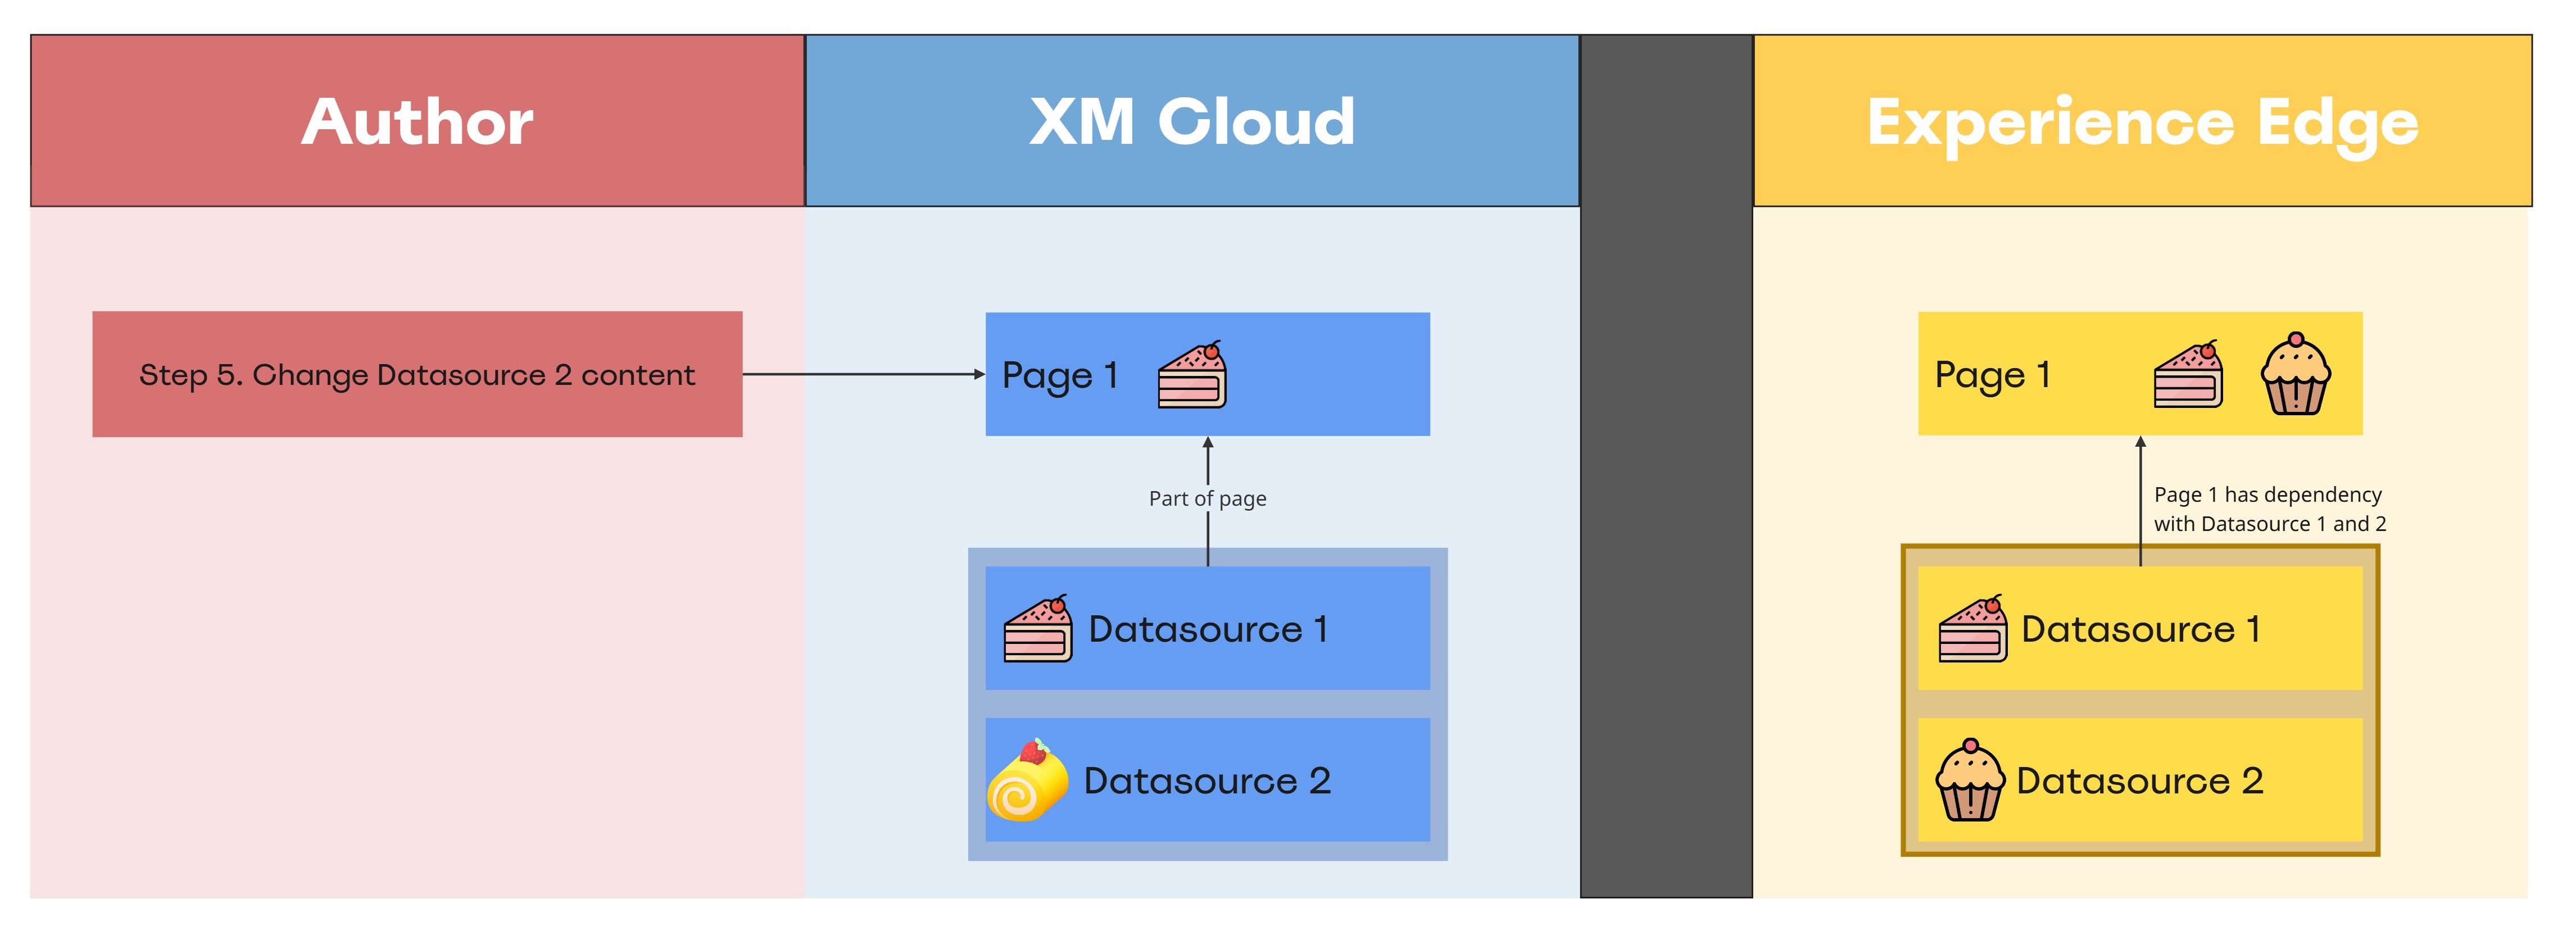 Author
XM Cloud
Experience Edge
Step 5. Change Datasource 2 content
Page 1
Page 1
Part of page
Page 1 has dependency
with Datasource 1 and 2
Datasource 1
Datasource 1
Datasource 2
Datasource 2